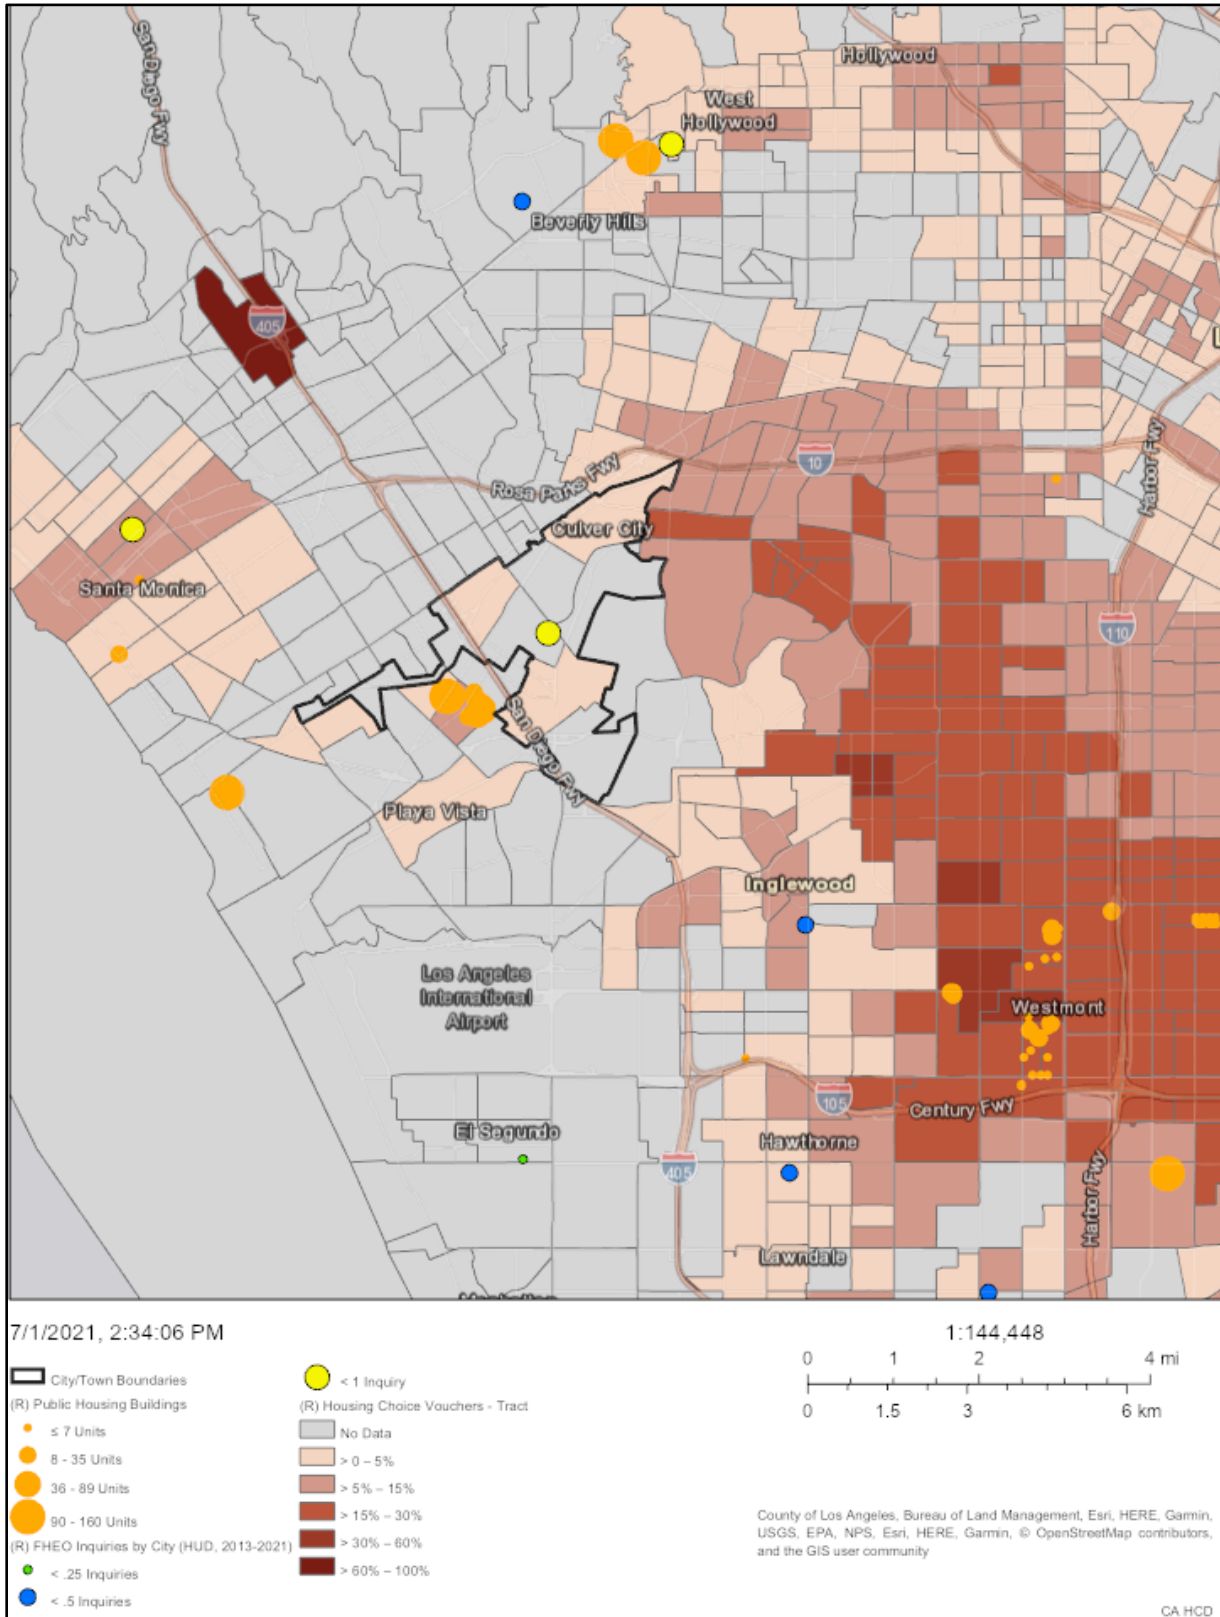 San Diego Fwy
Hollywood
West
Hollywood
Beverly Hills
405
10
Harbor Fwy
Rosa Parks Fwy
Culver City
Santa Monica
110
San Diego Fwy
Playa Vista
Inglewood
Los Angeles
International
Airport
Westmont
105
Century Fwy
El Segundo
Hawthorne
405
Harbor Fwy
Lawndale
7/1/2021, 2:34:06 PM
1:144,448
0 1 2 4 mi
0 1.5 3 6 km
City/Town Boundaries
(R) Public Housing Buildings
≤ 7 Units
8 - 35 Units
36 - 89 Units
90 - 160 Units
(R) FHEO Inquiries by City (HUD, 2013-2021)
< .25 Inquiries
< .5 Inquiries
< 1 Inquiry
(R) Housing Choice Vouchers - Tract
No Data
> 0 – 5%
> 5% – 15%
> 15% – 30%
> 30% – 60%
> 60% – 100%
County of Los Angeles, Bureau of Land Management, Esri, HERE, Garmin,
USGS, EPA, NPS, Esri, HERE, Garmin, © OpenStreetMap contributors,
and the GIS user community
CA HCD